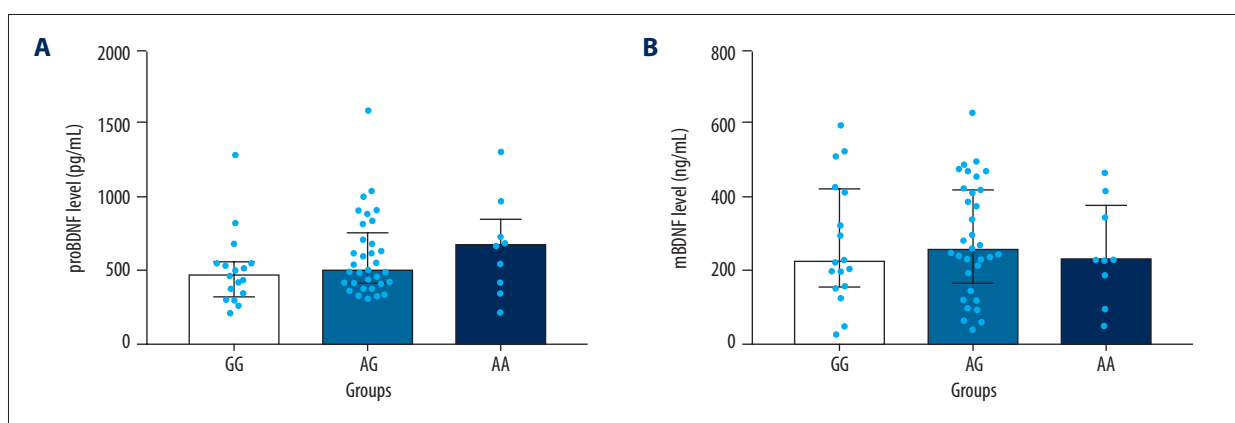 A
proBDNF level (pg/mL)
2000
1500
1000
500
0
GG
AG
AA
Groups
B
mBDNF level (ng/mL)
800
600
400
200
0
GG
AG
AA
Groups